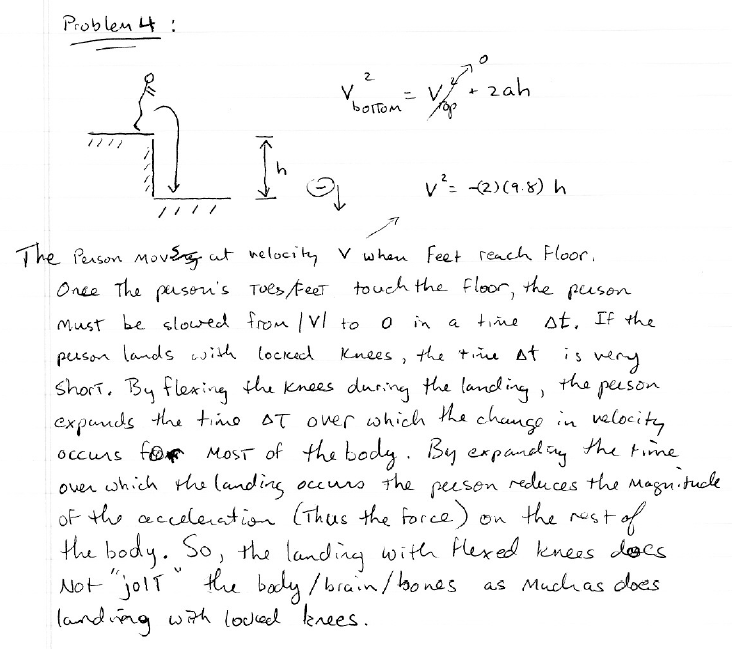 Problem 4 :
V²bottom = V²top + 2ah
0
h
V² = -(2)(9.8) h
The Person Moving at velocity V when feet reach Floor.
Once The person's Toes/Feet touch the floor, the person
Must be slowed from |V| to 0 in a time Δt. If the
person lands with locked Knees, the time Δt is very
short. By flexing the knees during the landing, the person
expands the time ΔT over which the change in velocity
occurs for MOST of the body. By expanding the time
over which the landing occurs the person reduces the Magnitude
of the acceleration (Thus the force) on the rest of
the body. So, the landing with flexed knees does
Not "jolt" the body/brain/bones as Much as does
landing with locked knees.